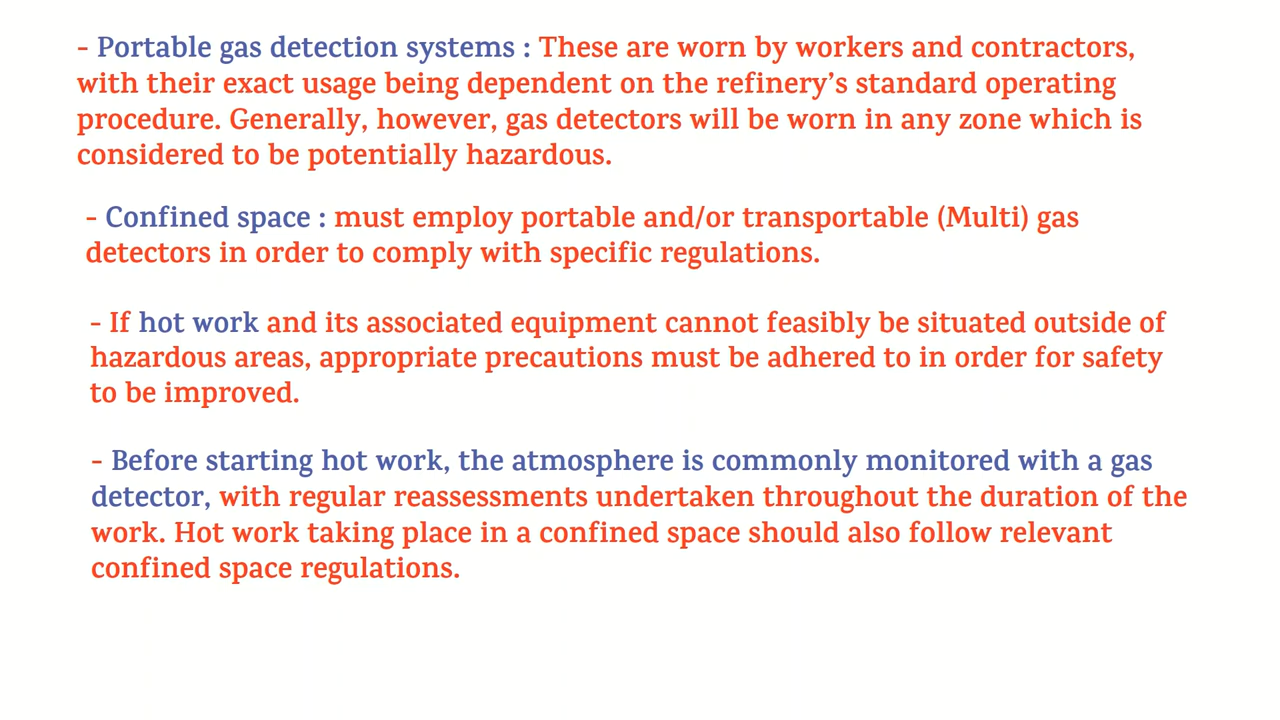 - Portable gas detection systems : These are worn by workers and contractors,
with their exact usage being dependent on the refinery’s standard operating
procedure. Generally, however, gas detectors will be worn in any zone which is
considered to be potentially hazardous.
- Confined space : must employ portable and/or transportable (Multi) gas
detectors in order to comply with specific regulations.
- If hot work and its associated equipment cannot feasibly be situated outside of
hazardous areas, appropriate precautions must be adhered to in order for safety
to be improved.
- Before starting hot work, the atmosphere is commonly monitored with a gas
detector, with regular reassessments undertaken throughout the duration of the
work. Hot work taking place in a confined space should also follow relevant
confined space regulations.